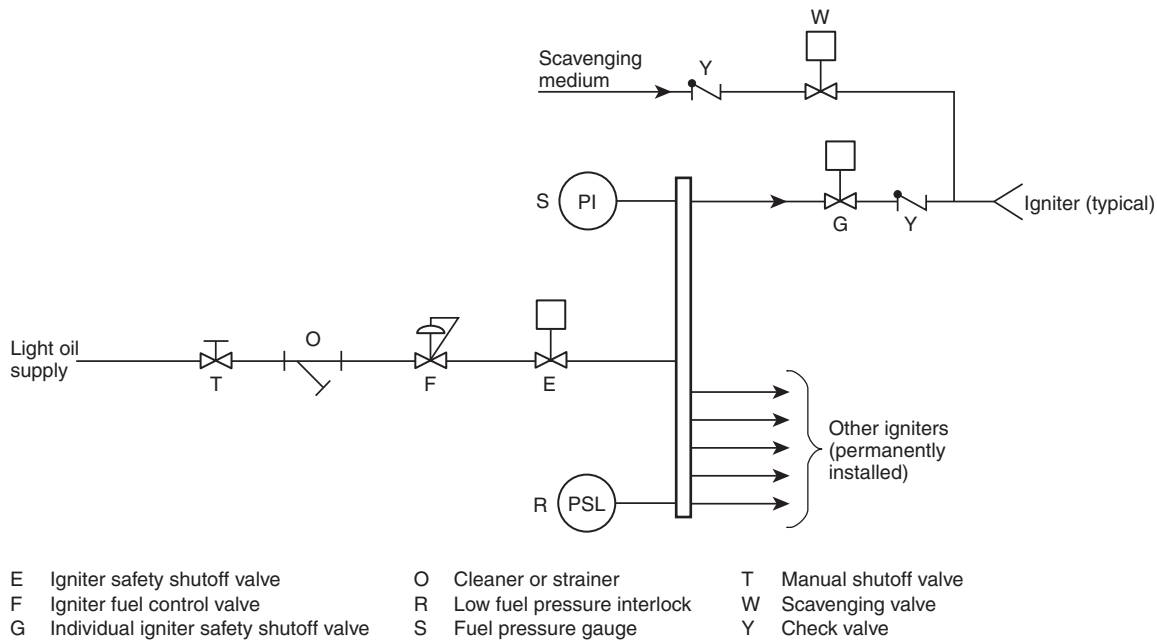 W
Scavenging
medium
Y
S
PI
G
Y
Igniter (typical)
Light oil
supply
T
O
F
E
Other igniters
(permanently
installed)
R
PSL
E Igniter safety shutoff valve
F Igniter fuel control valve
G Individual igniter safety shutoff valve
O Cleaner or strainer
R Low fuel pressure interlock
S Fuel pressure gauge
T Manual shutoff valve
W Scavenging valve
Y Check valve